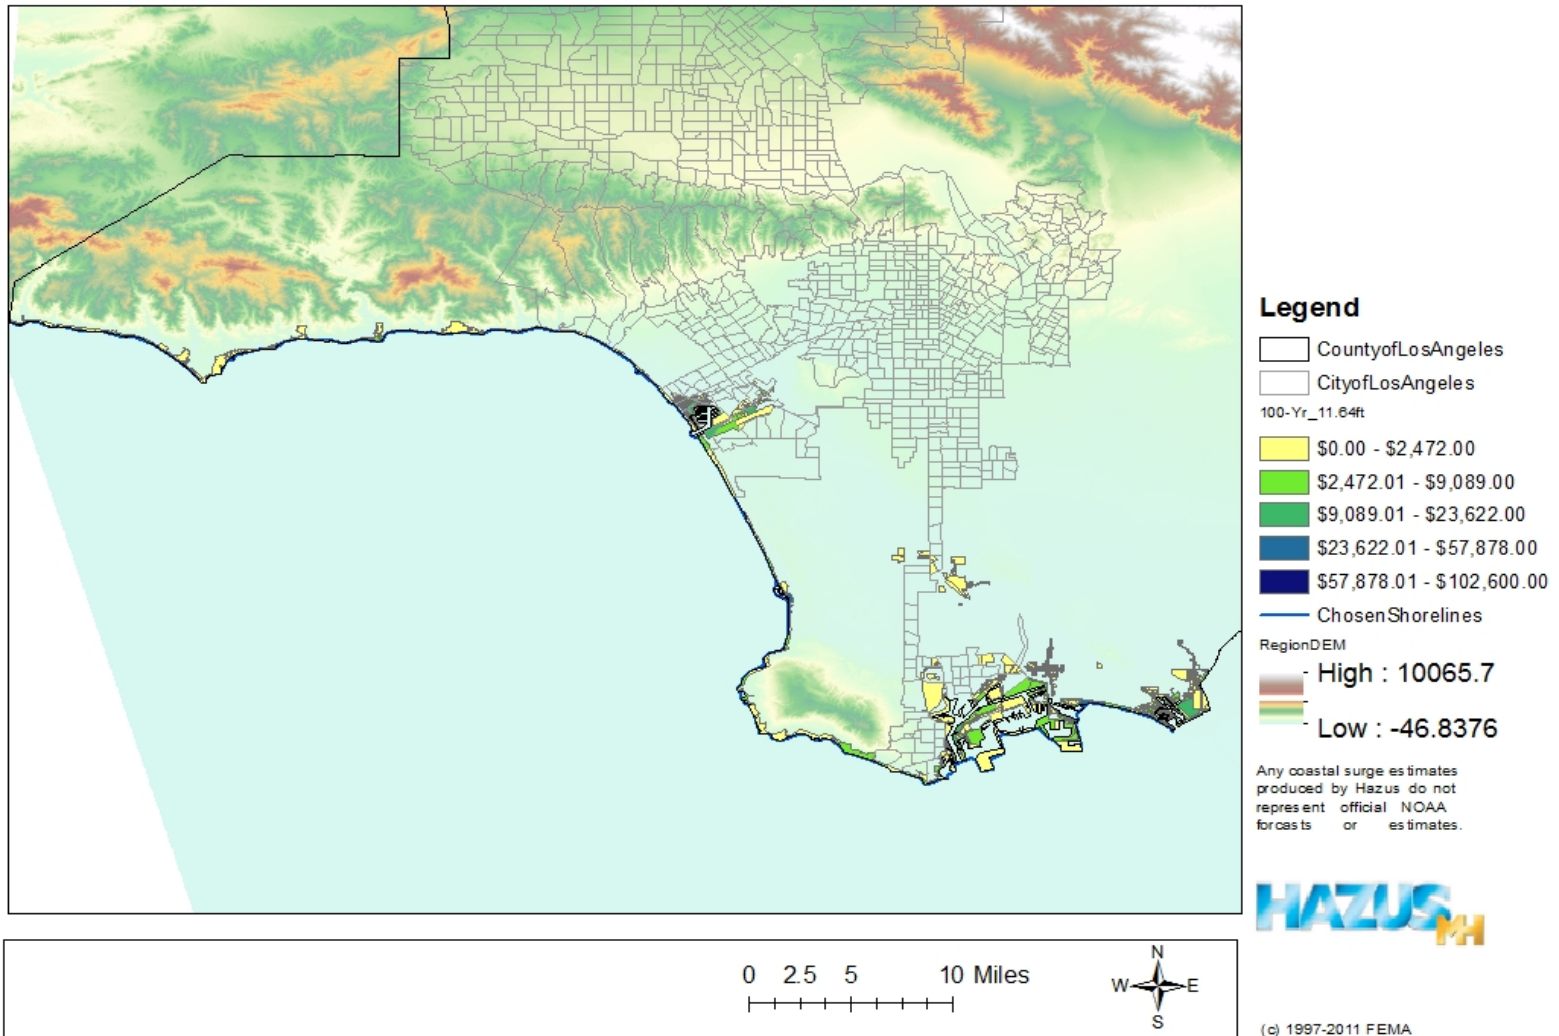 Legend
CountyofLosAngeles
CityofLosAngeles
100-Yr_11.64ft
$0.00 - $2,472.00
$2,472.01 - $9,089.00
$9,089.01 - $23,622.00
$23,622.01 - $57,878.00
$57,878.01 - $102,600.00
ChosenShorelines
RegionDEM
High : 10065.7
Low : -46.8376
Any coastal surge estimates
produced by Hazus do not
represent official NOAA
forcasts or estimates.
HAZUS MH
0 2.5 5 10 Miles
N
W E
S
(c) 1997-2011 FEMA